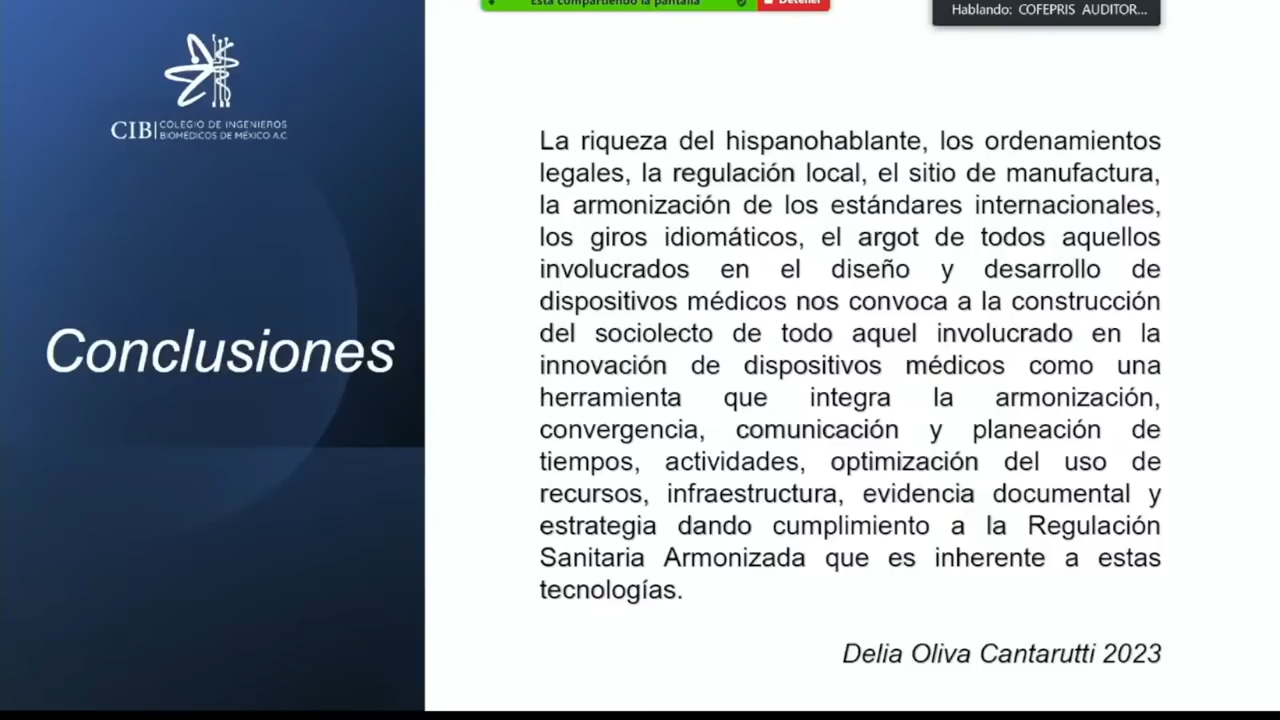 Está compartiendo la pantalla
Detener
Hablando: COFEPRIS AUDITOR...
CIB COLEGIO DE INGENIEROS
BIOMÉDICOS DE MÉXICO A.C
Conclusiones
La riqueza del hispanohablante, los ordenamientos
legales, la regulación local, el sitio de manufactura,
la armonización de los estándares internacionales,
los giros idiomáticos, el argot de todos aquellos
involucrados en el diseño y desarrollo de
dispositivos médicos nos convoca a la construcción
del sociolecto de todo aquel involucrado en la
innovación de dispositivos médicos como una
herramienta que integra la armonización,
convergencia, comunicación y planeación de
tiempos, actividades, optimización del uso de
recursos, infraestructura, evidencia documental y
estrategia dando cumplimiento a la Regulación
Sanitaria Armonizada que es inherente a estas
tecnologías.
Delia Oliva Cantarutti 2023